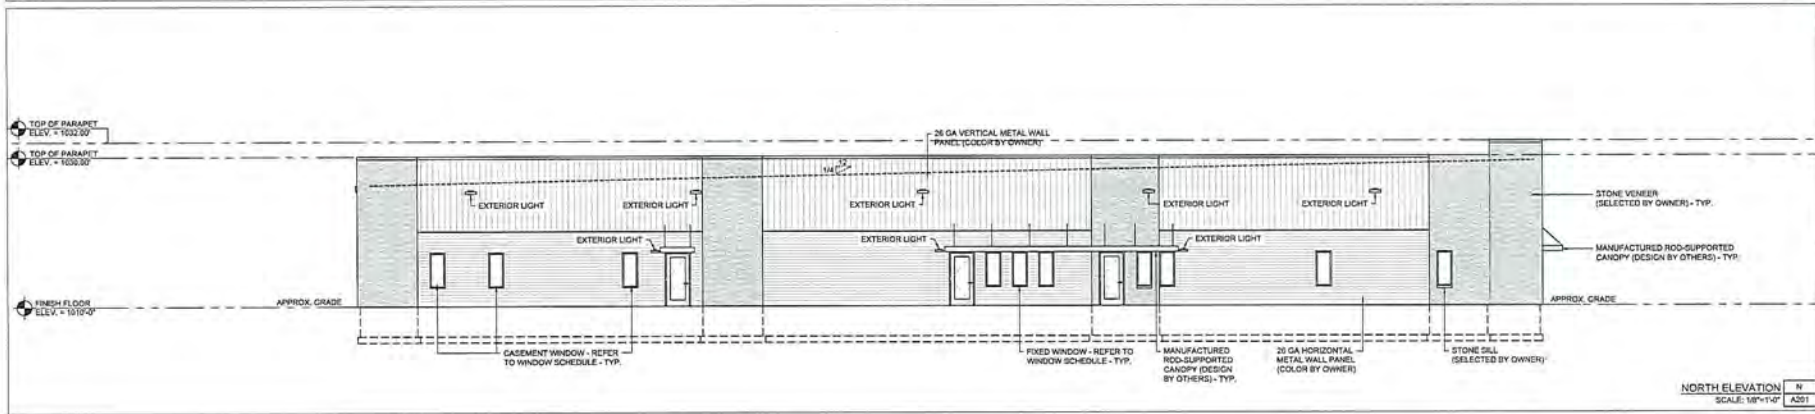 TOP OF PARAPET
ELEV. = 1032.00'
TOP OF PARAPET
ELEV. = 1030.00'
26 GA VERTICAL METAL WALL
PANEL (COLOR BY OWNER)
12
1/4
EXTERIOR LIGHT
EXTERIOR LIGHT
EXTERIOR LIGHT
EXTERIOR LIGHT
EXTERIOR LIGHT
STONE VENEER
(SELECTED BY OWNER) - TYP.
EXTERIOR LIGHT
EXTERIOR LIGHT
EXTERIOR LIGHT
MANUFACTURED ROD-SUPPORTED
CANOPY (DESIGN BY OTHERS) - TYP.
FINISH FLOOR
ELEV. = 1010'-0"
APPROX. GRADE
APPROX. GRADE
CASEMENT WINDOW - REFER
TO WINDOW SCHEDULE - TYP.
FIXED WINDOW - REFER TO
WINDOW SCHEDULE - TYP.
MANUFACTURED
ROD-SUPPORTED
CANOPY (DESIGN
BY OTHERS) - TYP.
26 GA HORIZONTAL
METAL WALL PANEL
(COLOR BY OWNER)
STONE SILL
(SELECTED BY OWNER)
NORTH ELEVATION N
SCALE: 1/8"=1'-0" A201